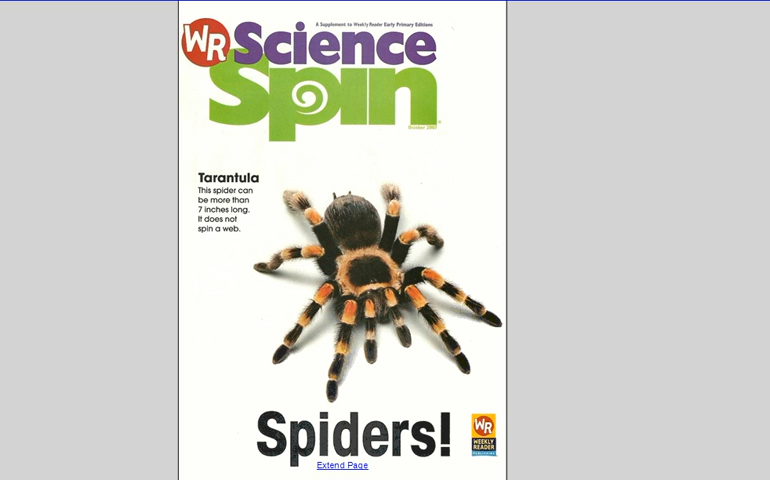 A Supplement to Weekly Reader Early Primary Editions
WR Science
Spin
October 2007
Tarantula
This spider can
be more than
7 inches long.
It does not
spin a web.
Spiders!
WR
WEEKLY
READER
Extend Page